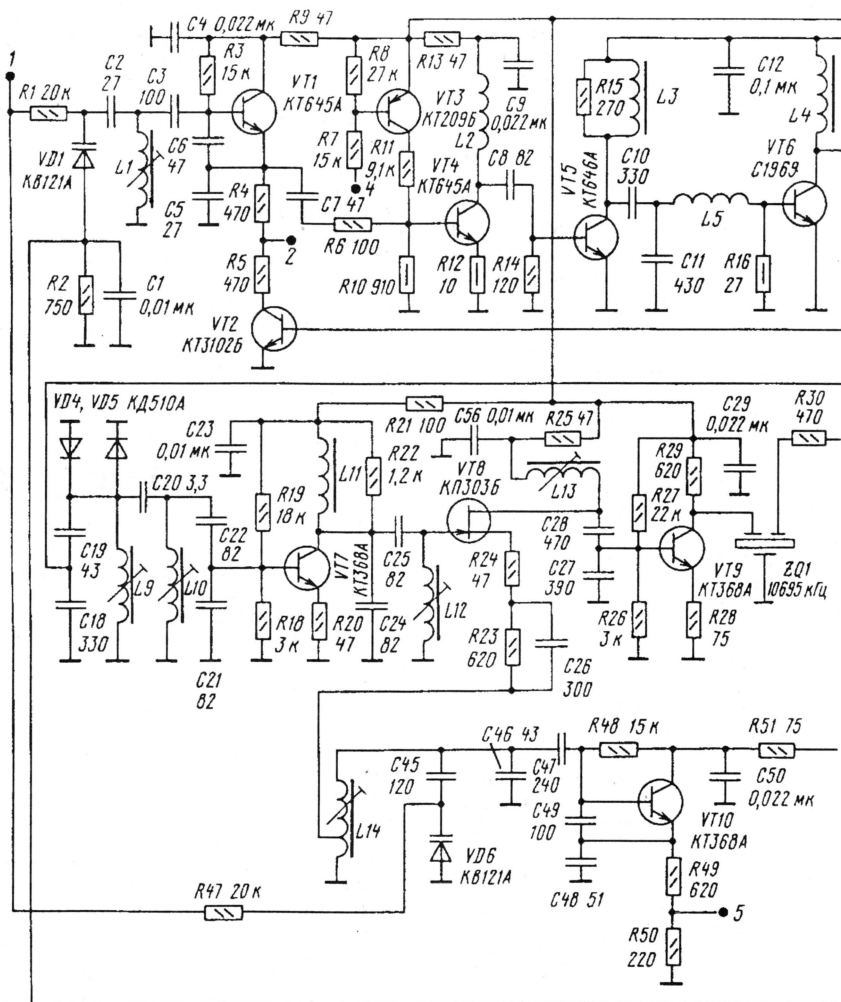 C4 0,022 мк
R9 47
R3
15 к
R8
27 к
R13 47
1
R1 20 к
C2
27
C3
100
VT1
КТ645А
VT3
КТ209Б
C9
0,022 мк
L2
R15
270
L3
C12
0,1 мк
L4
VD1
КВ121А
L1
C6
47
R7
15 к
R11
9,1 к
4
VT4
КТ645А
C8 82
VT5
КТ646А
C10
330
VT6
С1969
C5
27
R4
470
C7 47
R6 100
2
L5
R2
750
C1
0,01 мк
R5
470
R10 910
R12
10
R14
120
C11
430
R16
27
VT2
КТ3102Б
VD4, VD5 КД510А
R21 100
C56 0,01 мк
R25 47
C29
0,022 мк
R30
470
C23
0,01 мк
L11
R22
1,2 к
VT8
КП303Б
L13
R29
620
C20 3,3
R19
18 к
R27
22 к
C19
43
C22
82
C25
82
C28
470
L9
L10
VT7
КТ368А
R24
47
C27
390
VT9
КТ368А
ZQ1
10695 кГц
C18
330
R18
3 к
R20
47
C24
82
L12
R23
620
R26
3 к
R28
75
C21
82
C26
300
C46 43
R48 15 к
R51 75
C45
120
C47
240
C50
0,022 мк
L14
C49
100
VT10
КТ368А
VD6
КВ121А
R47 20 к
C48 51
R49
620
5
R50
220